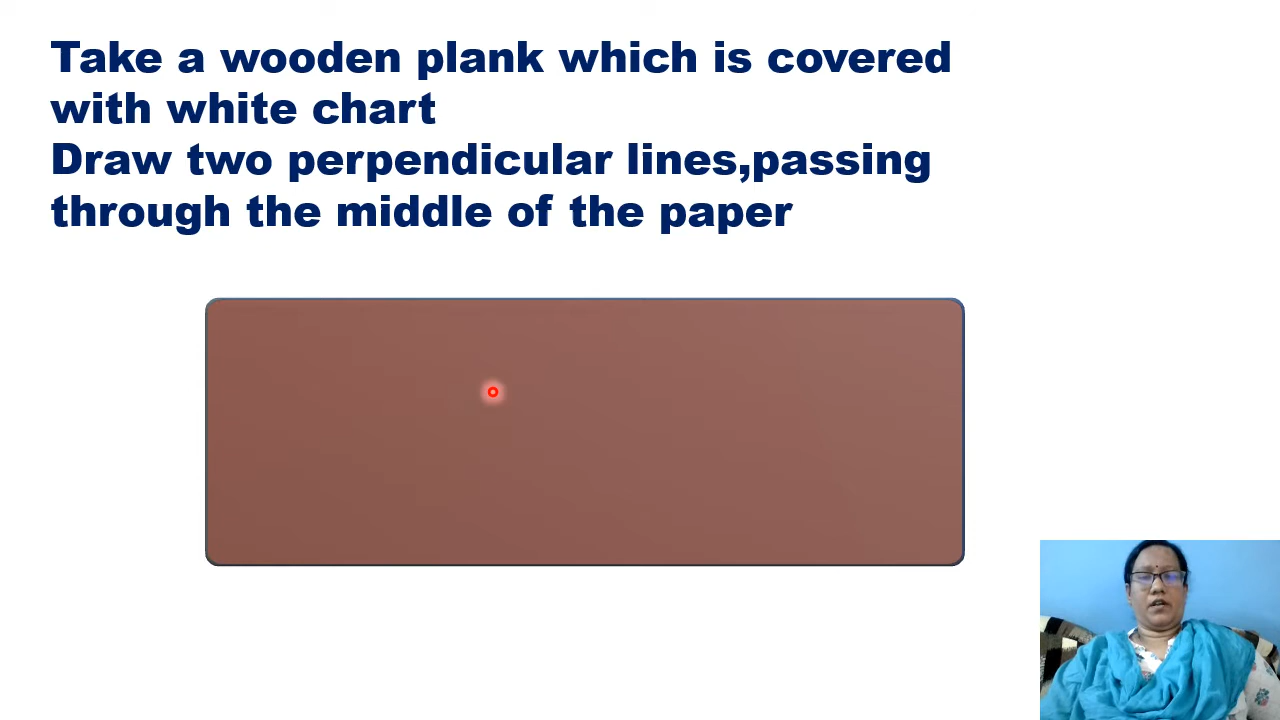 Take a wooden plank which is covered
with white chart
Draw two perpendicular lines,passing
through the middle of the paper